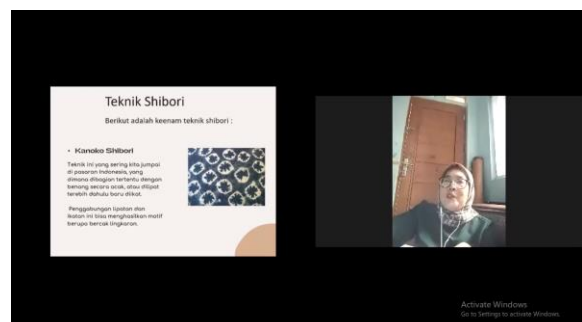 Teknik Shibori
Berikut adalah keenam teknik shibori :
• Kanoko Shibori
Teknik ini yang sering kita jumpai
di pasaran Indonesia, yang
dimana dibagian tertentu dengan
benang secara acak, atau dilipat
terlebih dahulu baru diikat.
Penggabungan lipatan dan
ikatan ini bisa menghasilkan motif
berupa bercak lingkaran.
Activate Windows
Go to Settings to activate Windows.